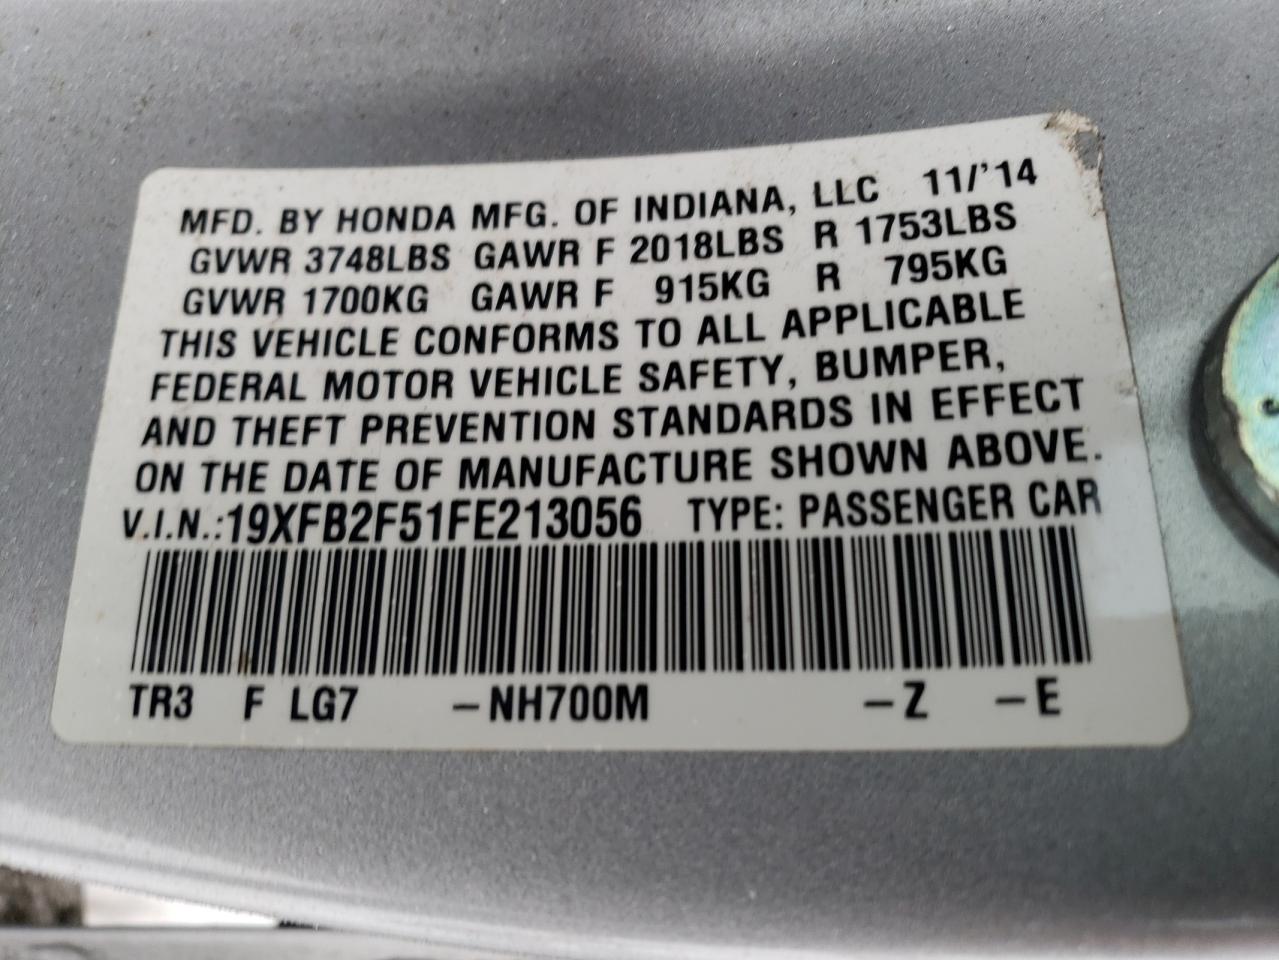 MFD. BY HONDA MFG. OF INDIANA, LLC 11/'14
GVWR 3748LBS GAWR F 2018LBS R 1753LBS
GVWR 1700KG GAWR F 915KG R 795KG
THIS VEHICLE CONFORMS TO ALL APPLICABLE
FEDERAL MOTOR VEHICLE SAFETY, BUMPER,
AND THEFT PREVENTION STANDARDS IN EFFECT
ON THE DATE OF MANUFACTURE SHOWN ABOVE.
V.I.N.:19XFB2F51FE213056 TYPE: PASSENGER CAR
TR3 F LG7 –NH700M –Z –E